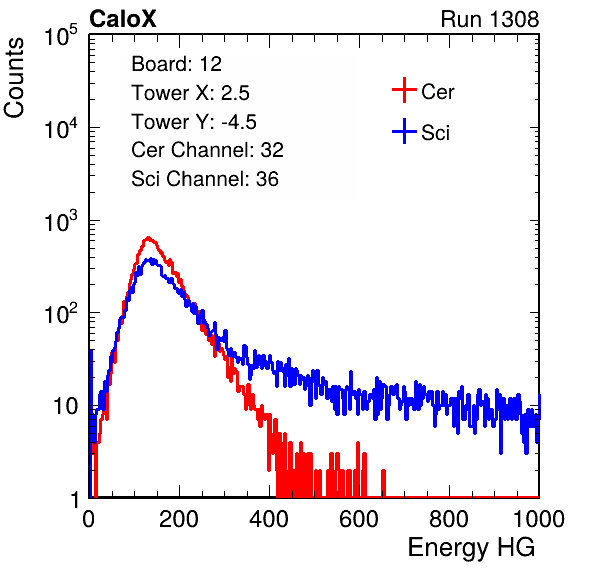 CaloX Run 1308
Counts
Board: 12
Tower X: 2.5
Tower Y: -4.5
Cer Channel: 32
Sci Channel: 36
Cer
Sci
10^5
10^4
10^3
10^2
10
1
0 200 400 600 800 1000
Energy HG